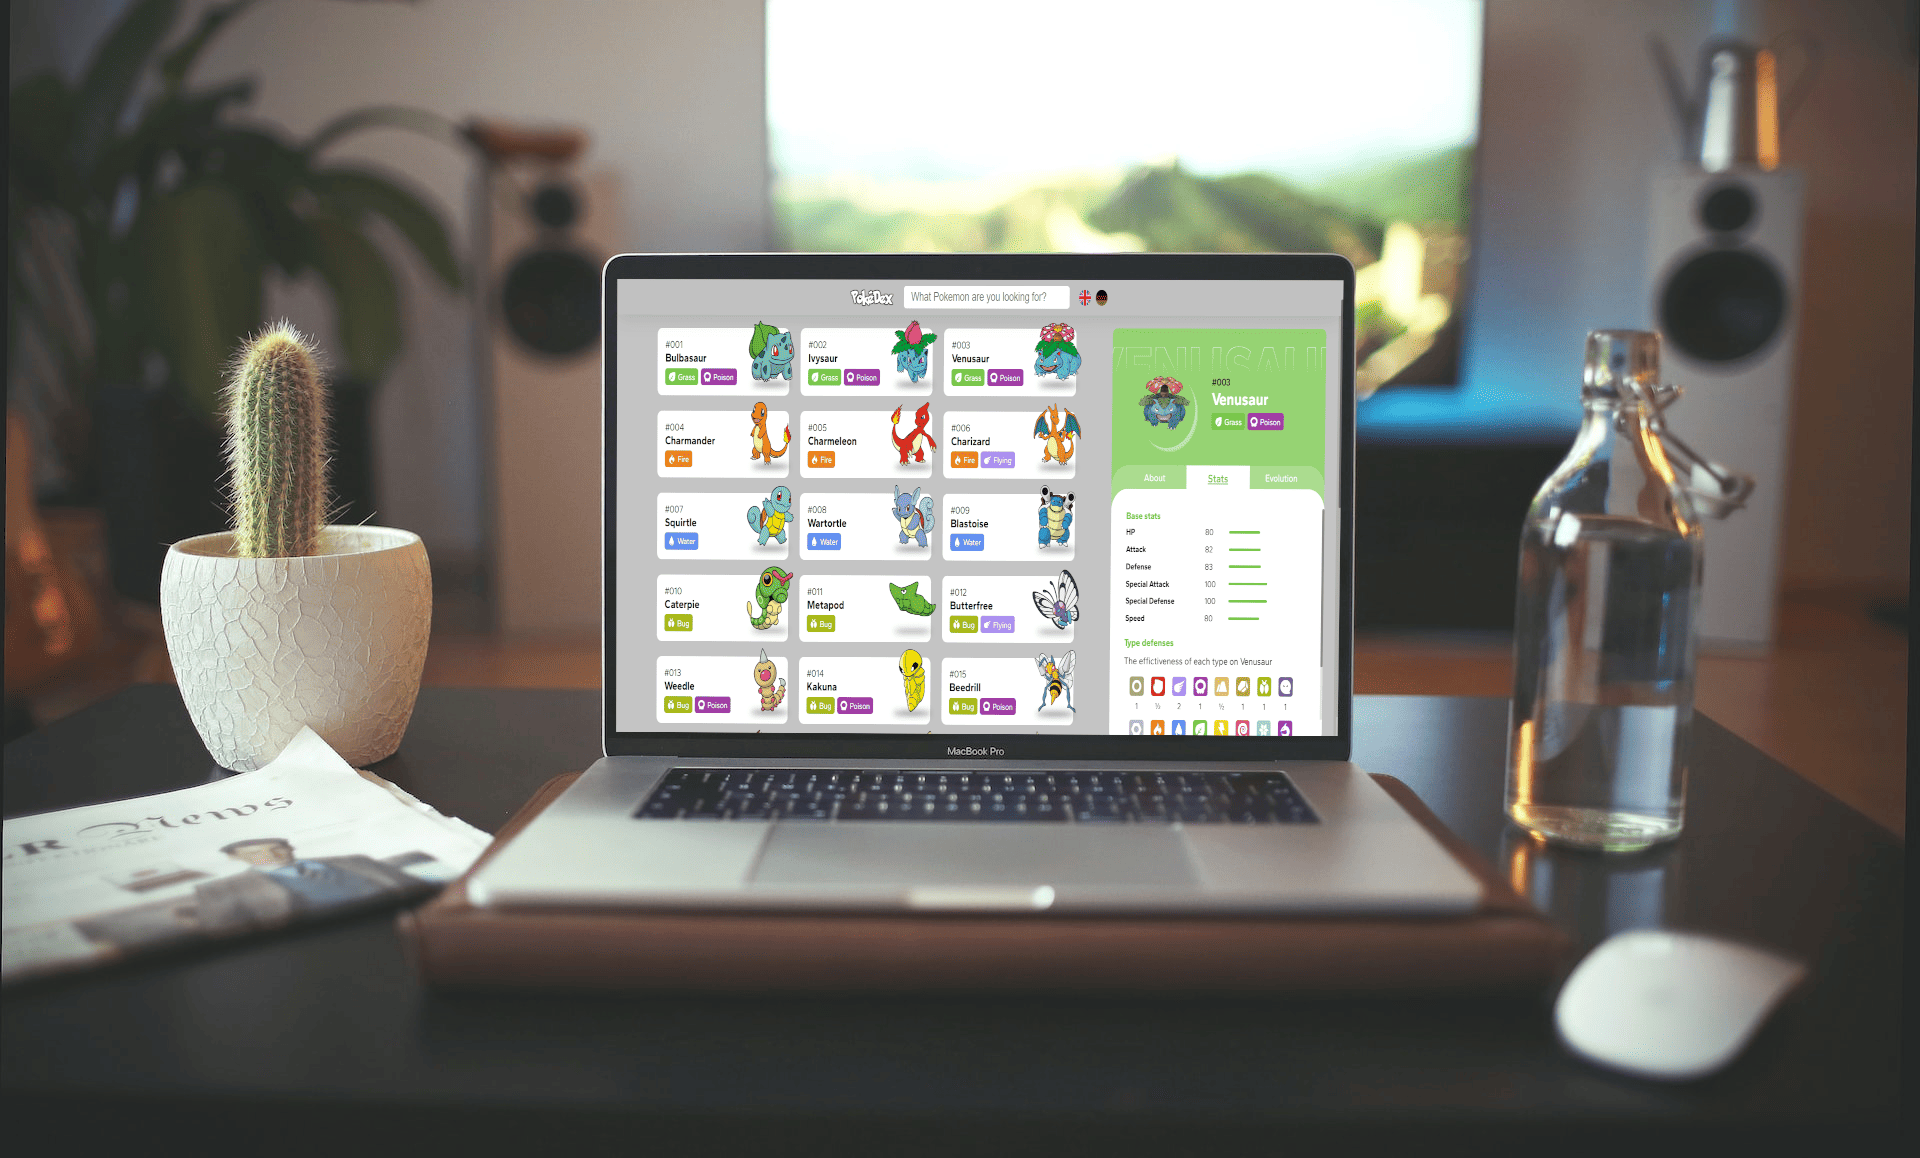 PokéDex What Pokemon are you looking for?
#001
Bulbasaur
Grass Poison
#002
Ivysaur
Grass Poison
#003
Venusaur
Grass Poison
#004
Charmander
Fire
#005
Charmeleon
Fire
#006
Charizard
Fire Flying
#007
Squirtle
Water
#008
Wartortle
Water
#009
Blastoise
Water
#010
Caterpie
Bug
#011
Metapod
Bug
#012
Butterfree
Bug Flying
#013
Weedle
Bug Poison
#014
Kakuna
Bug Poison
#015
Beedrill
Bug Poison
VENUSAUR
#003
Venusaur
Grass Poison
About Stats Evolution
Base stats
HP 80
Attack 82
Defense 83
Special Attack 100
Special Defense 100
Speed 80
Type defenses
The effictiveness of each type on Venusaur
1 ½ 2 1 ½ 1 1 1
MacBook Pro
R News